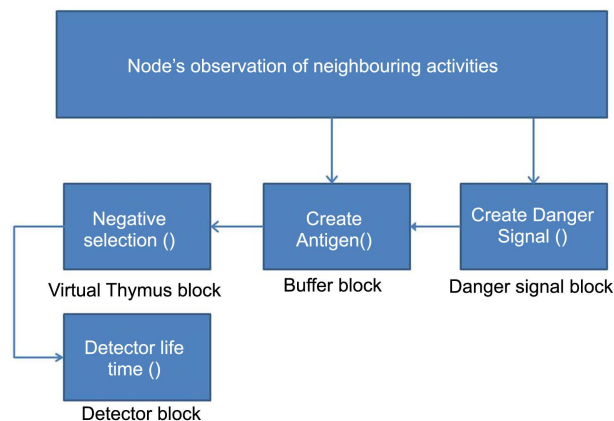 Node's observation of neighbouring activities
Negative
selection ()
Create
Antigen()
Create Danger
Signal ()
Virtual Thymus block
Buffer block
Danger signal block
Detector life
time ()
Detector block